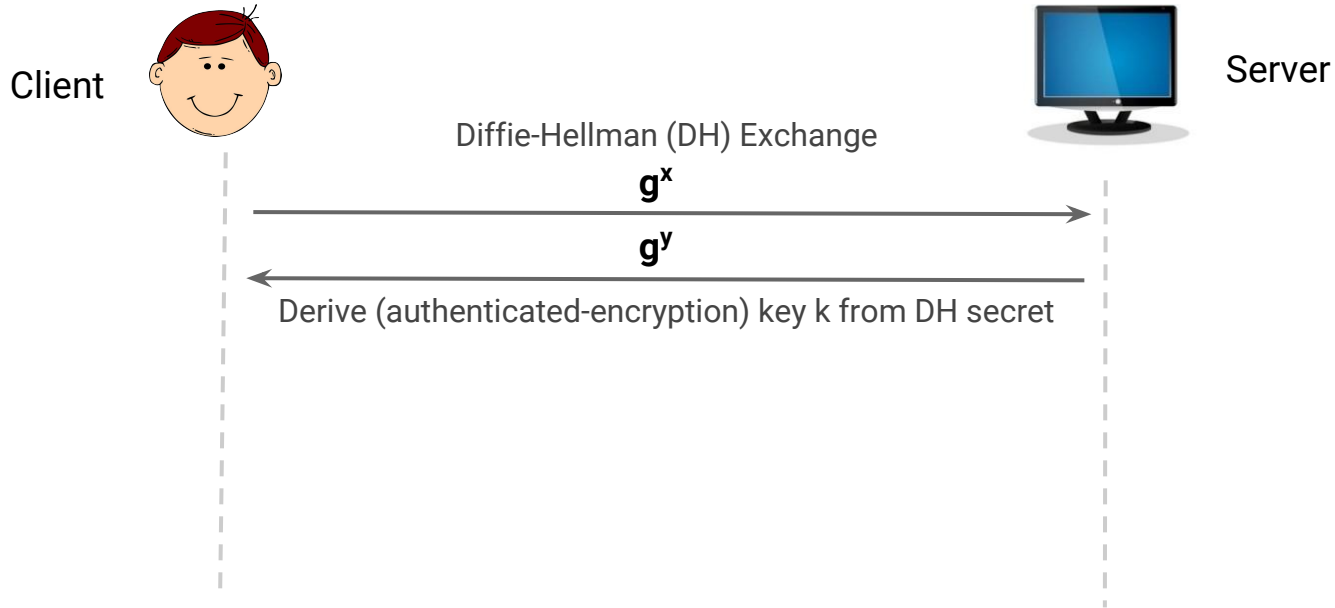 Client
Server
Diffie-Hellman (DH) Exchange
g^x
g^y
Derive (authenticated-encryption) key k from DH secret